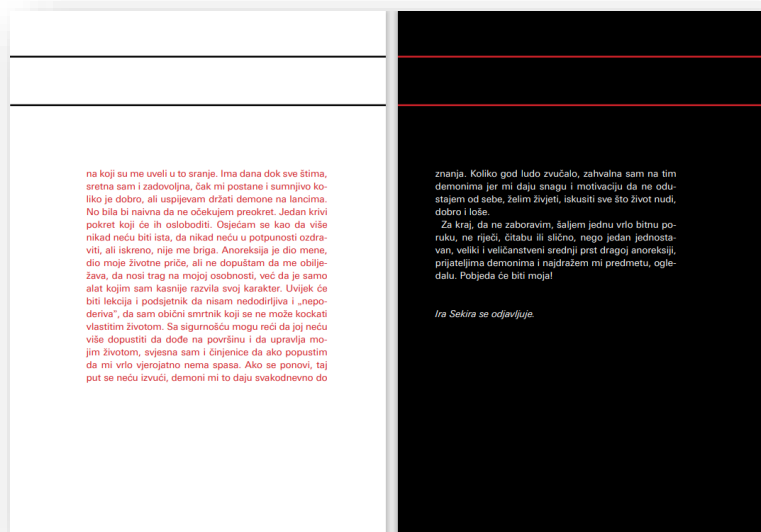 na koji su me uveli u to sranje. Ima dana dok sve štima,
sretna sam i zadovoljna, čak mi postane i sumnjivo ko-
liko je dobro, ali uspijevam držati demone na lancima.
No bila bi naivna da ne očekujem preokret. Jedan krivi
pokret koji će ih osloboditi. Osjećam se kao da više
nikad neću biti ista, da nikad neću u potpunosti ozdra-
viti, ali iskreno, nije me briga. Anoreksija je dio mene,
dio moje životne priče, ali ne dopuštam da me obilje-
žava, da nosi trag na mojoj osobnosti, već da je samo
alat kojim sam kasnije razvila svoj karakter. Uvijek će
biti lekcija i podsjetnik da nisam nedodirljiva i „nepo-
deriva", da sam obični smrtnik koji se ne može kockati
vlastitim životom. Sa sigurnošću mogu reći da joj neću
više dopustiti da dođe na površinu i da upravlja mo-
jim životom, svjesna sam i činjenice da ako popustim
da mi vrlo vjerojatno nema spasa. Ako se ponovi, taj
put se neću izvući, demoni mi to daju svakodnevno do
znanja. Koliko god ludo zvučalo, zahvalna sam na tim
demonima jer mi daju snagu i motivaciju da ne odu-
stajem od sebe, želim živjeti, iskusiti sve što život nudi,
dobro i loše.
Za kraj, da ne zaboravim, šaljem jednu vrlo bitnu po-
ruku, ne riječi, čitabu ili slično, nego jedan jednosta-
van, veliki i veličanstveni srednji prst dragoj anoreksiji,
prijateljima demonima i najdražem mi predmetu, ogle-
dalu. Pobjeda će biti moja!
Ira Sekira se odjavljuje.